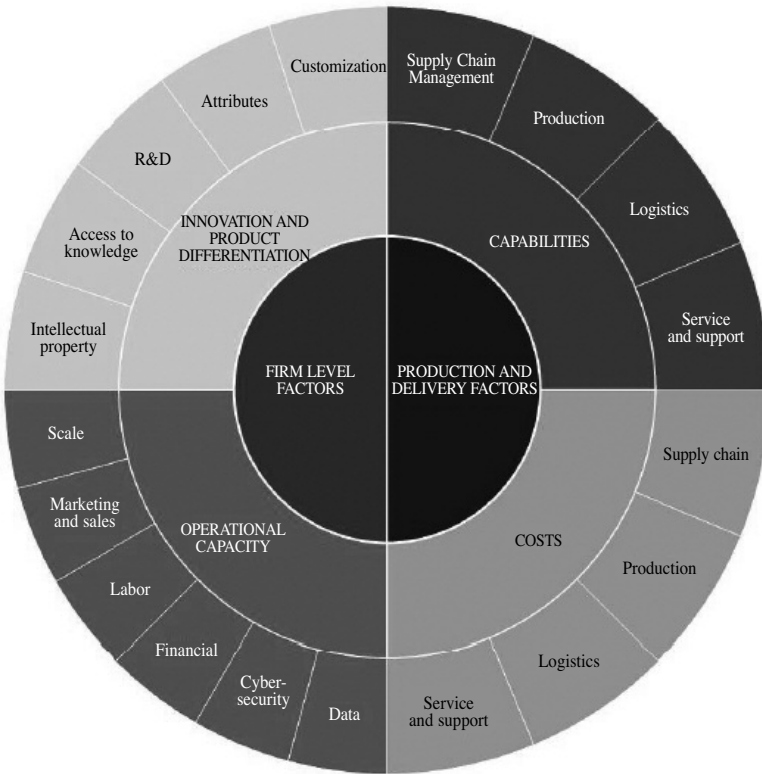 Customization
Attributes
R&D
Access to
knowledge
Intellectual
property
INNOVATION AND
PRODUCT
DIFFERENTIATION
Supply Chain
Management
Production
Logistics
Service
and support
CAPABILITIES
FIRM LEVEL
FACTORS
PRODUCTION AND
DELIVERY FACTORS
Scale
Marketing
and sales
Labor
Financial
Cyber-
security
Data
OPERATIONAL
CAPACITY
COSTS
Supply chain
Production
Logistics
Service
and support